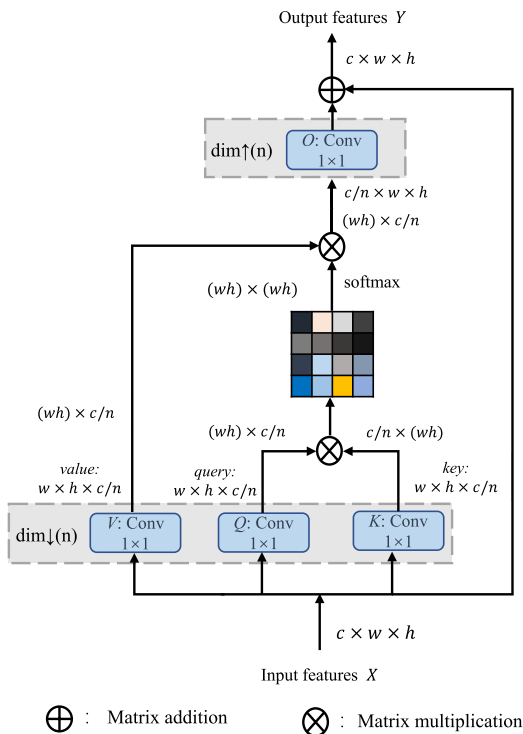 Output features Y
c × w × h
dim↑(n)
O: Conv
1×1
c/n × w × h
(wh) × c/n
softmax
(wh) × (wh)
(wh) × c/n
(wh) × c/n
c/n × (wh)
value:
w × h × c/n
query:
w × h × c/n
key:
w × h × c/n
dim↓(n)
V: Conv
1×1
Q: Conv
1×1
K: Conv
1×1
c × w × h
Input features X
: Matrix addition
: Matrix multiplication